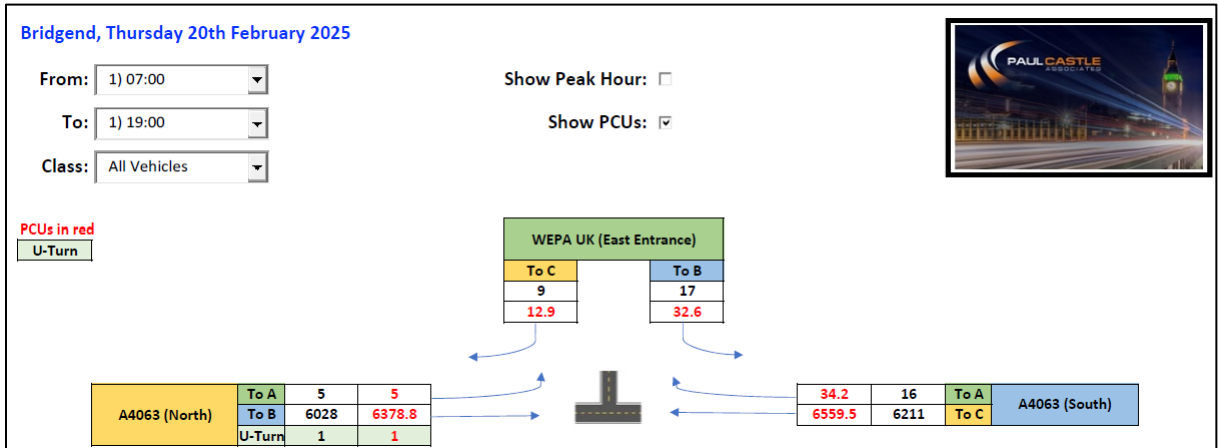 Bridgend, Thursday 20th February 2025
From: 1) 07:00
Show Peak Hour:
To: 1) 19:00
Show PCUs:
Class: All Vehicles
PAUL CASTLE
ASSOCIATES
PCUs in red
U-Turn
WEPA UK (East Entrance)
To C To B
9 17
12.9 32.6
A4063 (North)
To A 5 5
To B 6028 6378.8
U-Turn 1 1
34.2 16 To A
6559.5 6211 To C
A4063 (South)